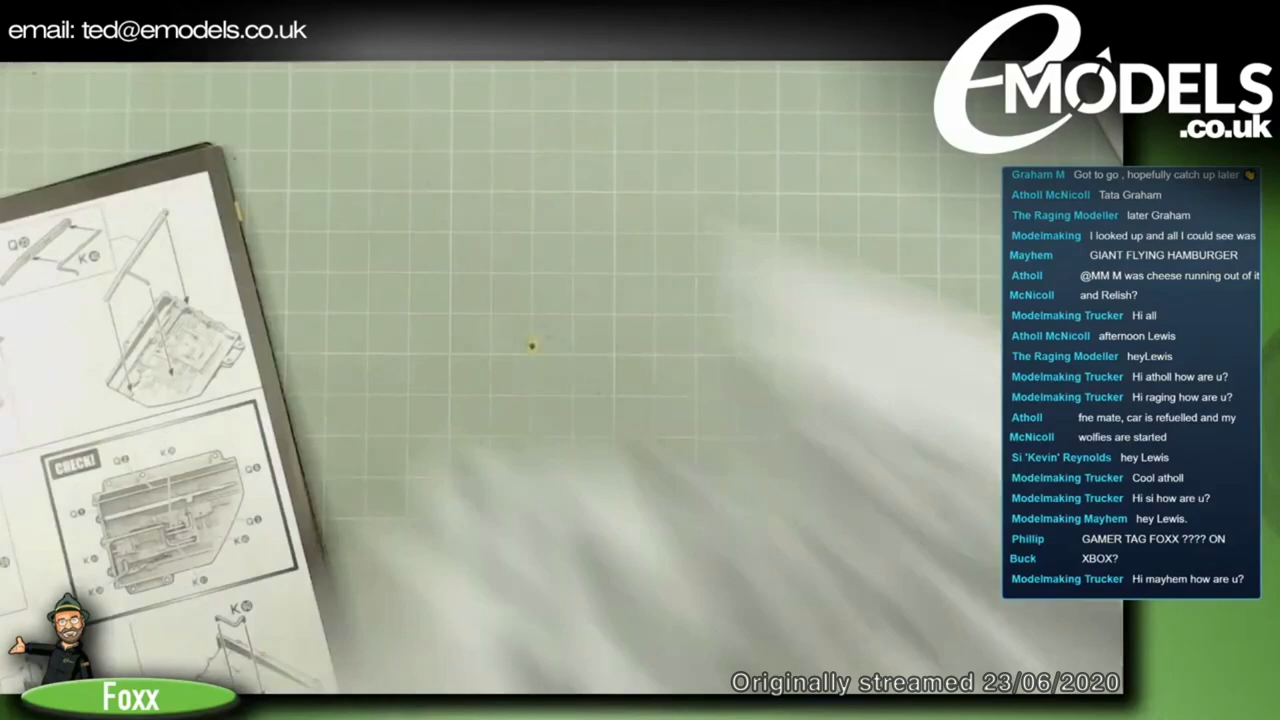 email: ted@emodels.co.uk
eMODELS
.co.uk
Graham M Got to go , hopefully catch up later 👏
Atholl McNicoll Tata Graham
The Raging Modeller later Graham
Modelmaking I looked up and all I could see was
Mayhem GIANT FLYING HAMBURGER
Atholl @MM M was cheese running out of it
McNicoll and Relish?
Modelmaking Trucker Hi all
Atholl McNicoll afternoon Lewis
The Raging Modeller heyLewis
Modelmaking Trucker Hi atholl how are u?
Modelmaking Trucker Hi raging how are u?
Atholl fne mate, car is refuelled and my
McNicoll wolfies are started
Si 'Kevin' Reynolds hey Lewis
Modelmaking Trucker Cool atholl
Modelmaking Trucker Hi si how are u?
Modelmaking Mayhem hey Lewis.
Phillip GAMER TAG FOXX ???? ON
Buck XBOX?
Modelmaking Trucker Hi mayhem how are u?
CHECK!
Foxx
Originally streamed 23/06/2020